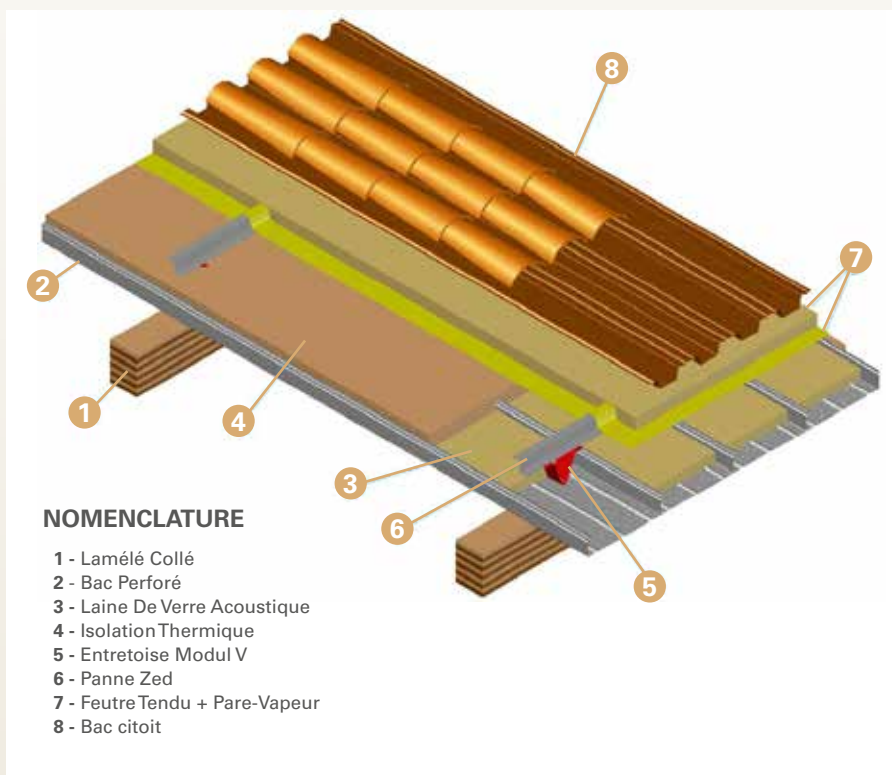 8
7
2
1
4
3
6
5
NOMENCLATURE
1 - Lamélé Collé
2 - Bac Perforé
3 - Laine De Verre Acoustique
4 - Isolation Thermique
5 - Entretoise Modul V
6 - Panne Zed
7 - Feutre Tendu + Pare-Vapeur
8 - Bac citoit